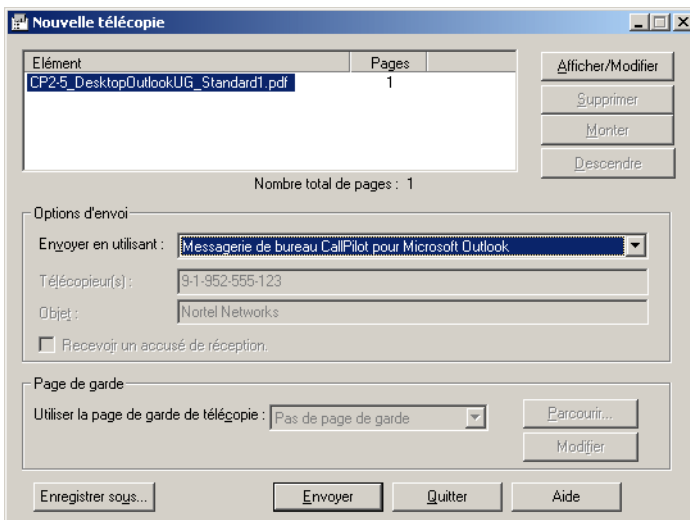 Nouvelle télécopie
Elément Pages
CP2-5_DesktopOutlookUG_Standard1.pdf 1
Afficher/Modifier
Supprimer
Monter
Descendre
Nombre total de pages : 1
Options d'envoi
Envoyer en utilisant : Messagerie de bureau CallPilot pour Microsoft Outlook
Télécopieur(s) : 9-1-952-555-123
Objet : Nortel Networks
Recevoir un accusé de réception.
Page de garde
Utiliser la page de garde de télécopie : Pas de page de garde
Parcourir...
Modifier
Enregistrer sous... Envoyer Quitter Aide